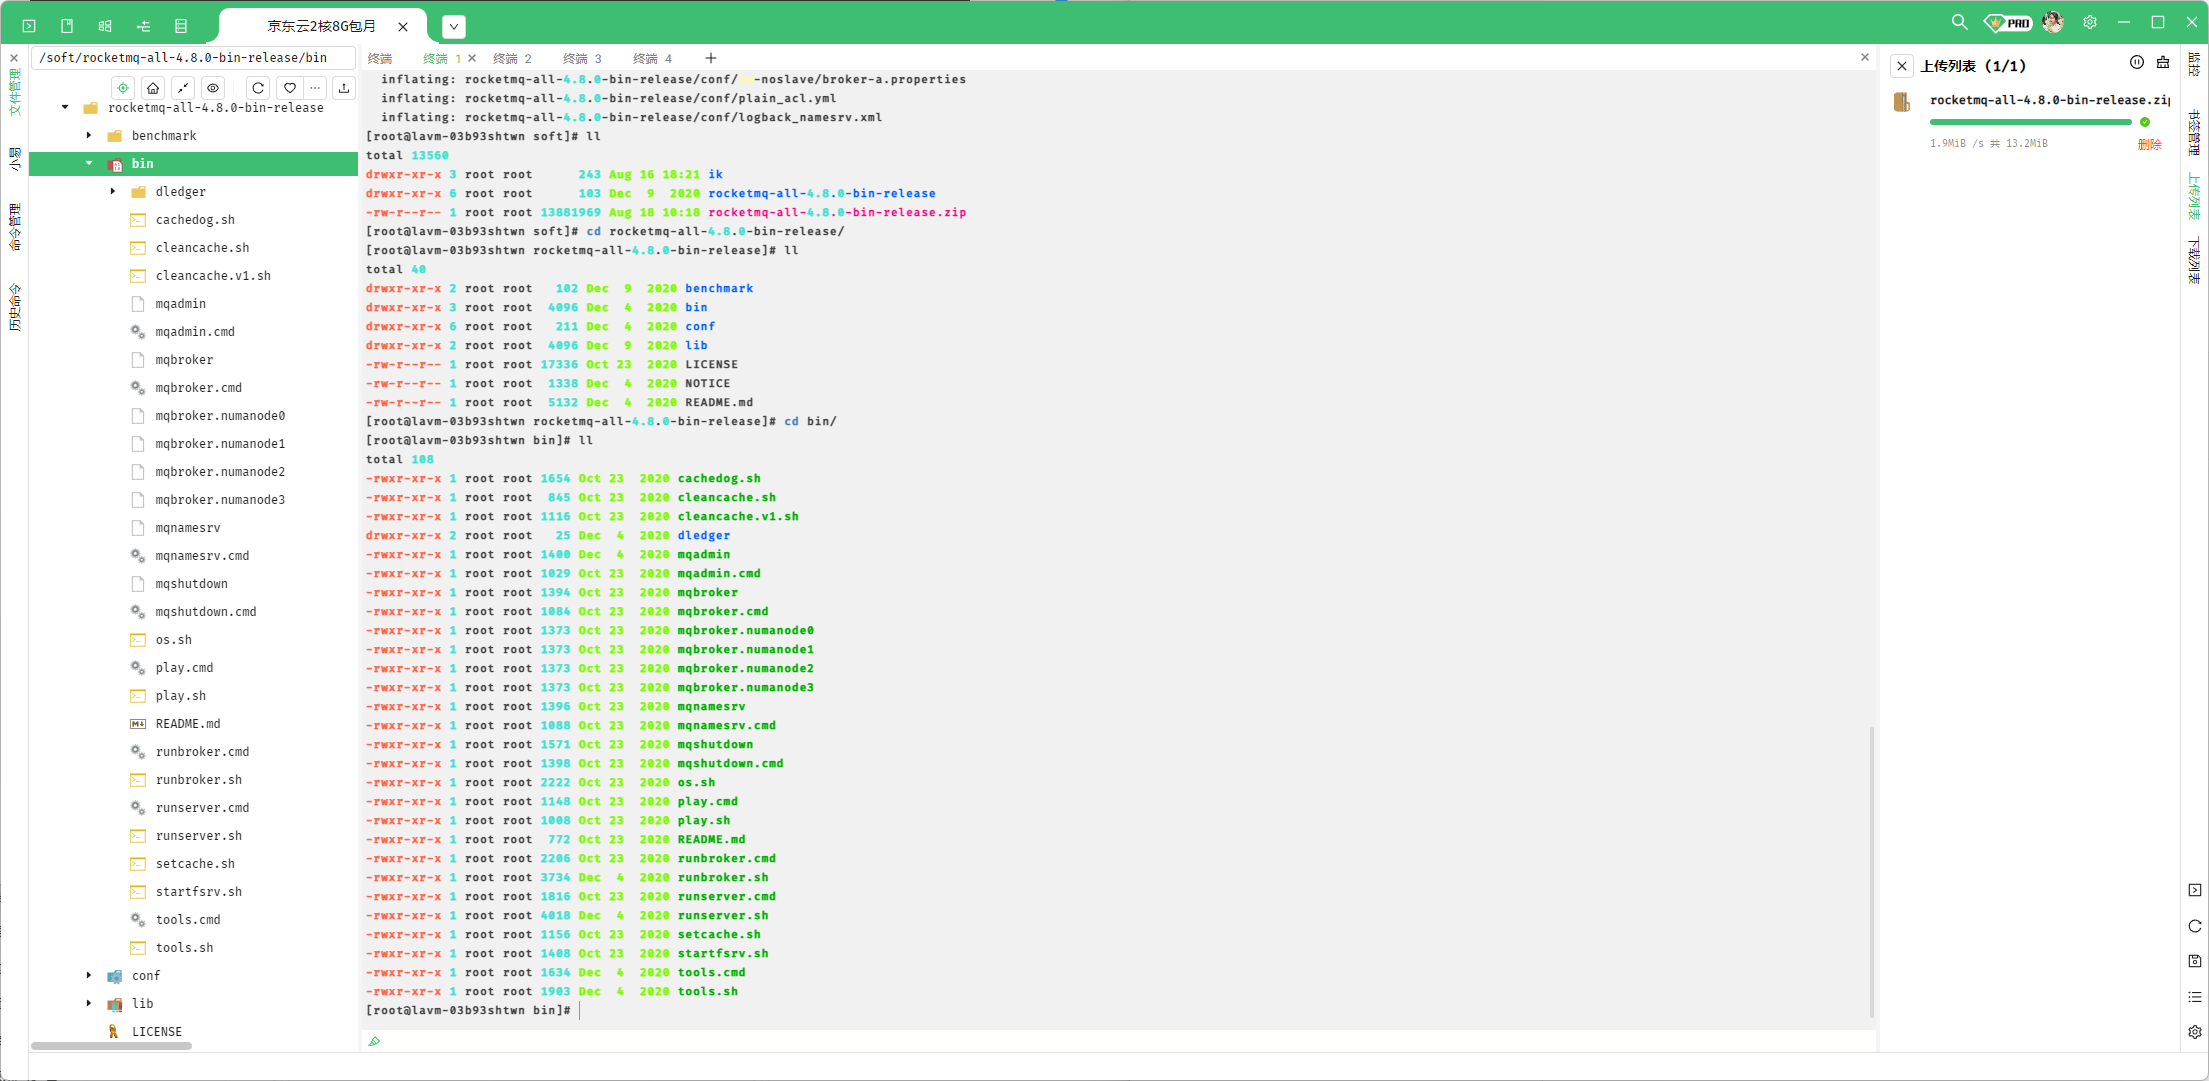 京东云2核8G包月
PRO
文件管理
小易
命令管理
历史命令
/soft/rocketmq-all-4.8.0-bin-release/bin
rocketmq-all-4.8.0-bin-release
benchmark
bin
dledger
cachedog.sh
cleancache.sh
cleancache.v1.sh
mqadmin
mqadmin.cmd
mqbroker
mqbroker.cmd
mqbroker.numanode0
mqbroker.numanode1
mqbroker.numanode2
mqbroker.numanode3
mqnamesrv
mqnamesrv.cmd
mqshutdown
mqshutdown.cmd
os.sh
play.cmd
play.sh
README.md
runbroker.cmd
runbroker.sh
runserver.cmd
runserver.sh
setcache.sh
startfsrv.sh
tools.cmd
tools.sh
conf
lib
LICENSE
终端 终端 1 终端 2 终端 3 终端 4
inflating: rocketmq-all-4.8.0-bin-release/conf/ -noslave/broker-a.properties
inflating: rocketmq-all-4.8.0-bin-release/conf/plain_acl.yml
inflating: rocketmq-all-4.8.0-bin-release/conf/logback_namesrv.xml
[root@lavm-03b93shtwn soft]# ll
total 13560
drwxr-xr-x 3 root root 243 Aug 16 18:21 ik
drwxr-xr-x 6 root root 103 Dec 9 2020 rocketmq-all-4.8.0-bin-release
-rw-r--r-- 1 root root 13881969 Aug 18 10:18 rocketmq-all-4.8.0-bin-release.zip
[root@lavm-03b93shtwn soft]# cd rocketmq-all-4.8.0-bin-release/
[root@lavm-03b93shtwn rocketmq-all-4.8.0-bin-release]# ll
total 40
drwxr-xr-x 2 root root 102 Dec 9 2020 benchmark
drwxr-xr-x 3 root root 4096 Dec 4 2020 bin
drwxr-xr-x 6 root root 211 Dec 4 2020 conf
drwxr-xr-x 2 root root 4096 Dec 9 2020 lib
-rw-r--r-- 1 root root 17336 Oct 23 2020 LICENSE
-rw-r--r-- 1 root root 1338 Dec 4 2020 NOTICE
-rw-r--r-- 1 root root 5132 Dec 4 2020 README.md
[root@lavm-03b93shtwn rocketmq-all-4.8.0-bin-release]# cd bin/
[root@lavm-03b93shtwn bin]# ll
total 108
-rwxr-xr-x 1 root root 1654 Oct 23 2020 cachedog.sh
-rwxr-xr-x 1 root root 845 Oct 23 2020 cleancache.sh
-rwxr-xr-x 1 root root 1116 Oct 23 2020 cleancache.v1.sh
drwxr-xr-x 2 root root 25 Dec 4 2020 dledger
-rwxr-xr-x 1 root root 1400 Dec 4 2020 mqadmin
-rwxr-xr-x 1 root root 1029 Oct 23 2020 mqadmin.cmd
-rwxr-xr-x 1 root root 1394 Oct 23 2020 mqbroker
-rwxr-xr-x 1 root root 1084 Oct 23 2020 mqbroker.cmd
-rwxr-xr-x 1 root root 1373 Oct 23 2020 mqbroker.numanode0
-rwxr-xr-x 1 root root 1373 Oct 23 2020 mqbroker.numanode1
-rwxr-xr-x 1 root root 1373 Oct 23 2020 mqbroker.numanode2
-rwxr-xr-x 1 root root 1373 Oct 23 2020 mqbroker.numanode3
-rwxr-xr-x 1 root root 1396 Oct 23 2020 mqnamesrv
-rwxr-xr-x 1 root root 1088 Oct 23 2020 mqnamesrv.cmd
-rwxr-xr-x 1 root root 1571 Oct 23 2020 mqshutdown
-rwxr-xr-x 1 root root 1398 Oct 23 2020 mqshutdown.cmd
-rwxr-xr-x 1 root root 2222 Oct 23 2020 os.sh
-rwxr-xr-x 1 root root 1148 Oct 23 2020 play.cmd
-rwxr-xr-x 1 root root 1008 Oct 23 2020 play.sh
-rwxr-xr-x 1 root root 772 Oct 23 2020 README.md
-rwxr-xr-x 1 root root 2206 Oct 23 2020 runbroker.cmd
-rwxr-xr-x 1 root root 3734 Dec 4 2020 runbroker.sh
-rwxr-xr-x 1 root root 1816 Oct 23 2020 runserver.cmd
-rwxr-xr-x 1 root root 4018 Dec 4 2020 runserver.sh
-rwxr-xr-x 1 root root 1156 Oct 23 2020 setcache.sh
-rwxr-xr-x 1 root root 1408 Oct 23 2020 startfsrv.sh
-rwxr-xr-x 1 root root 1634 Dec 4 2020 tools.cmd
-rwxr-xr-x 1 root root 1903 Dec 4 2020 tools.sh
[root@lavm-03b93shtwn bin]#
上传列表 (1/1)
rocketmq-all-4.8.0-bin-release.zip
1.9MiB /s 共 13.2MiB 删除
监控
书签管理
上传列表
下载列表